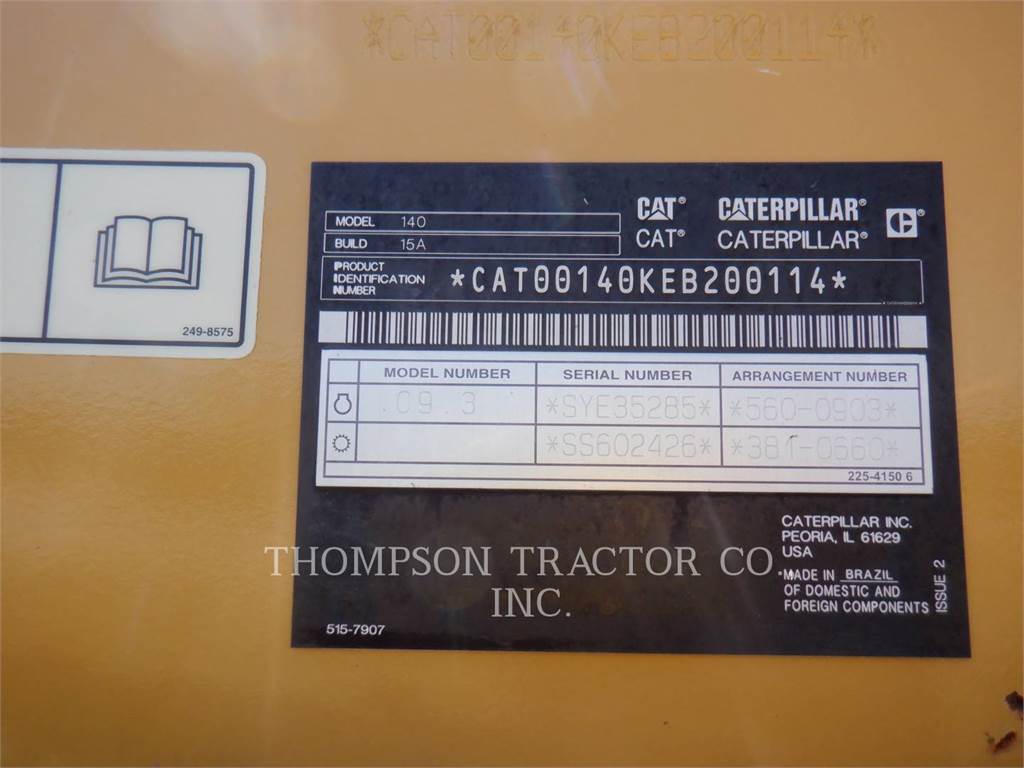 *CAT00140KEB200114*
249-8575
MODEL 140
BUILD 15A
CAT® CATERPILLAR®
CAT® CATERPILLAR®
PRODUCT
IDENTIFICATION
NUMBER
*CAT00140KEB200114*
MODEL NUMBER SERIAL NUMBER ARRANGEMENT NUMBER
C9.3 *SYE35285* *560-0903*
*SS602426* *381-0660*
225-4150 6
CATERPILLAR INC.
PEORIA, IL 61629
USA
*MADE IN BRAZIL
OF DOMESTIC AND
FOREIGN COMPONENTS
ISSUE 2
THOMPSON TRACTOR CO
INC.
515-7907